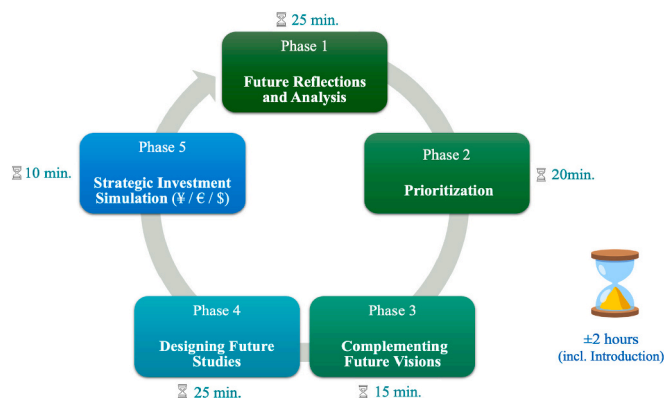 25 min.
Phase 1
Future Reflections
and Analysis
Phase 2
Prioritization
20min.
Phase 3
Complementing
Future Visions
15 min.
Phase 4
Designing Future
Studies
25 min.
Phase 5
Strategic Investment
Simulation (¥ / € / $)
10 min.
±2 hours
(incl. Introduction)